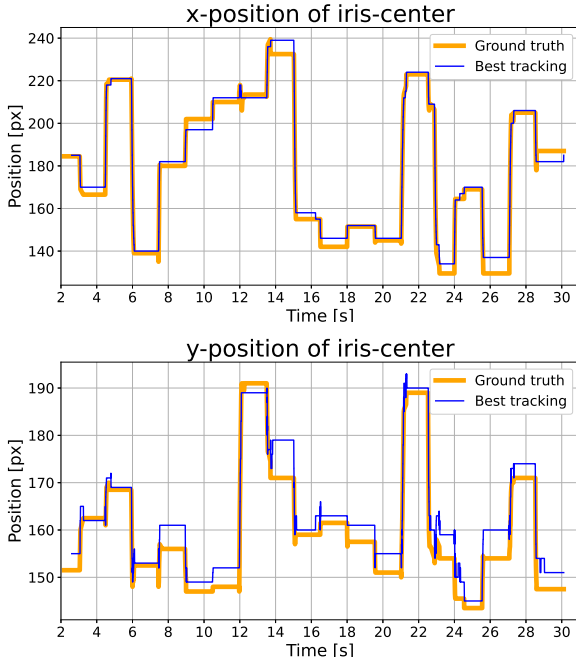 x-position of iris-center
240
220
200
180
160
140
Position [px]
Ground truth
Best tracking
2 4 6 8 10 12 14 16 18 20 22 24 26 28 30
Time [s]
y-position of iris-center
190
180
170
160
150
Position [px]
Ground truth
Best tracking
2 4 6 8 10 12 14 16 18 20 22 24 26 28 30
Time [s]